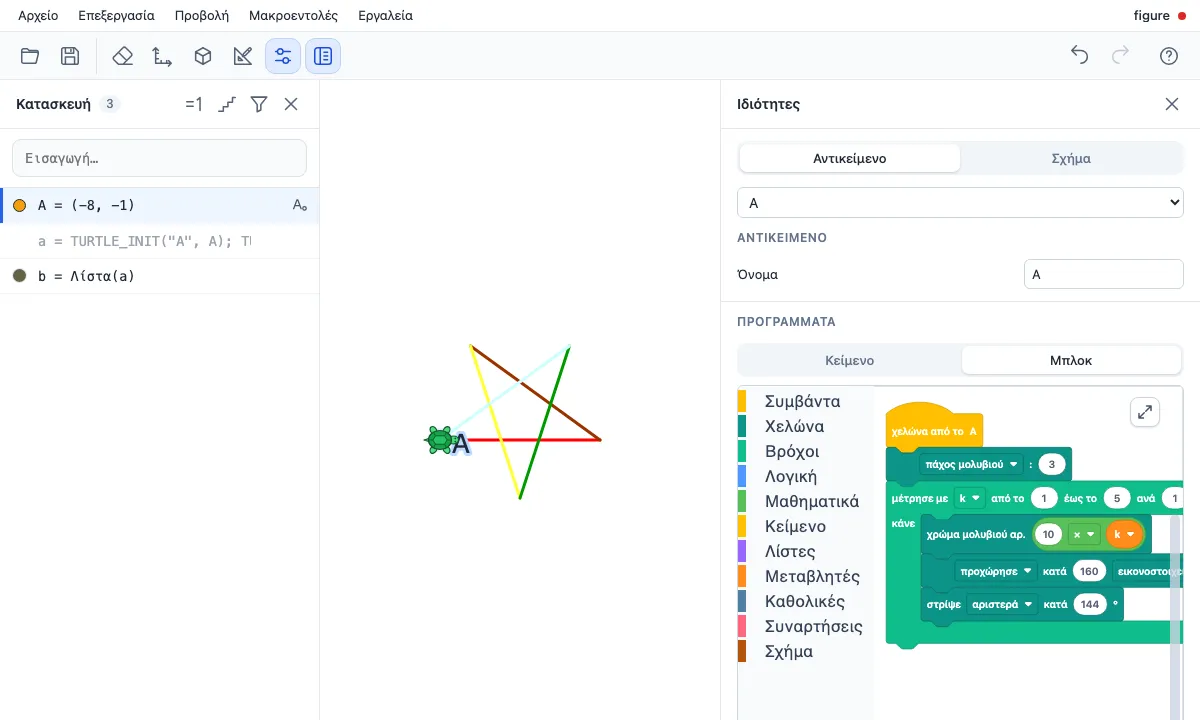 Αρχείο Επεξεργασία Προβολή Μακροεντολές Εργαλεία figure
Κατασκευή 3 =1
Εισαγωγή…
A = (−8, −1)
a = TURTLE_INIT("A", A);
b = Λίστα(a)
A
Ιδιότητες
Αντικείμενο Σχήμα
A
ΑΝΤΙΚΕΙΜΕΝΟ
Όνομα A
ΠΡΟΓΡΑΜΜΑΤΑ
Κείμενο Μπλοκ
Συμβάντα
Χελώνα
Βρόχοι
Λογική
Μαθηματικά
Κείμενο
Λίστες
Μεταβλητές
Καθολικές
Συναρτήσεις
Σχήμα
χελώνα από το A
πάχος μολυβιού : 3
μέτρησε με k από το 1 έως το 5 ανά 1
κάνε
χρώμα μολυβιού αρ. 10 × k
προχώρησε κατά 160
στρίψε αριστερά κατά 144 °